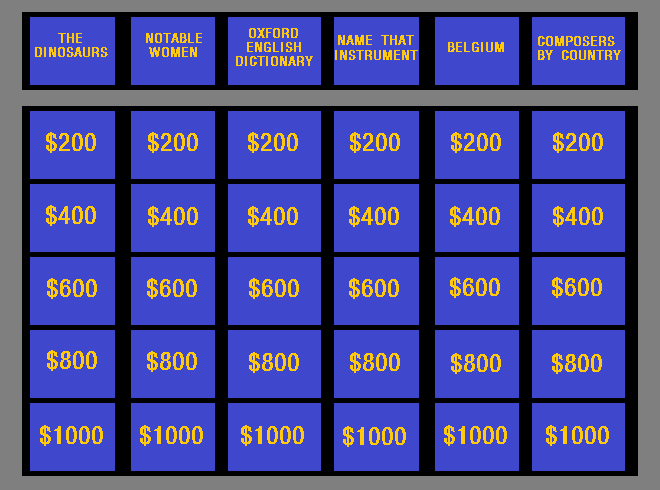 THE
DINOSAURS
NOTABLE
WOMEN
OXFORD
ENGLISH
DICTIONARY
NAME THAT
INSTRUMENT
BELGIUM
COMPOSERS
BY COUNTRY
$200 $200 $200 $200 $200 $200
$400 $400 $400 $400 $400 $400
$600 $600 $600 $600 $600 $600
$800 $800 $800 $800 $800 $800
$1000 $1000 $1000 $1000 $1000 $1000